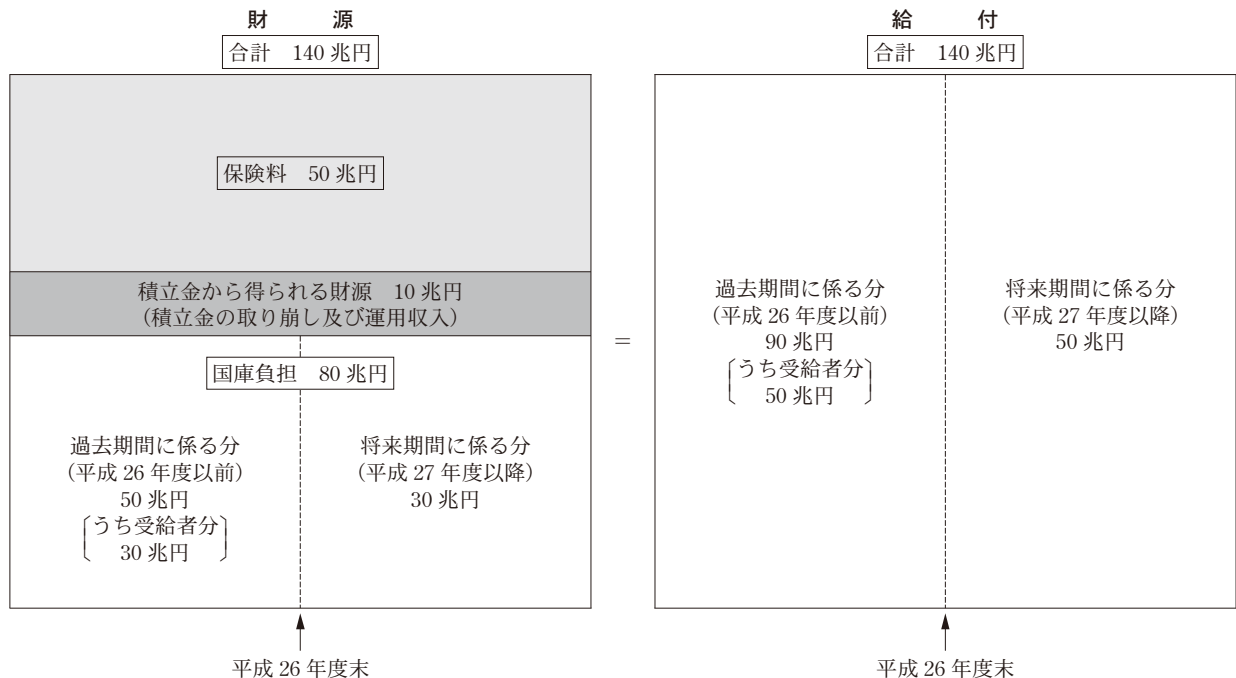 財　源
合計　140 兆円
保険料　50 兆円
積立金から得られる財源　10 兆円
（積立金の取り崩し及び運用収入）
国庫負担　80 兆円
過去期間に係る分
（平成 26 年度以前）
50 兆円
〔うち受給者分
30 兆円〕
将来期間に係る分
（平成 27 年度以降）
30 兆円
平成 26 年度末
＝
給　付
合計　140 兆円
過去期間に係る分
（平成 26 年度以前）
90 兆円
〔うち受給者分
50 兆円〕
将来期間に係る分
（平成 27 年度以降）
50 兆円
平成 26 年度末